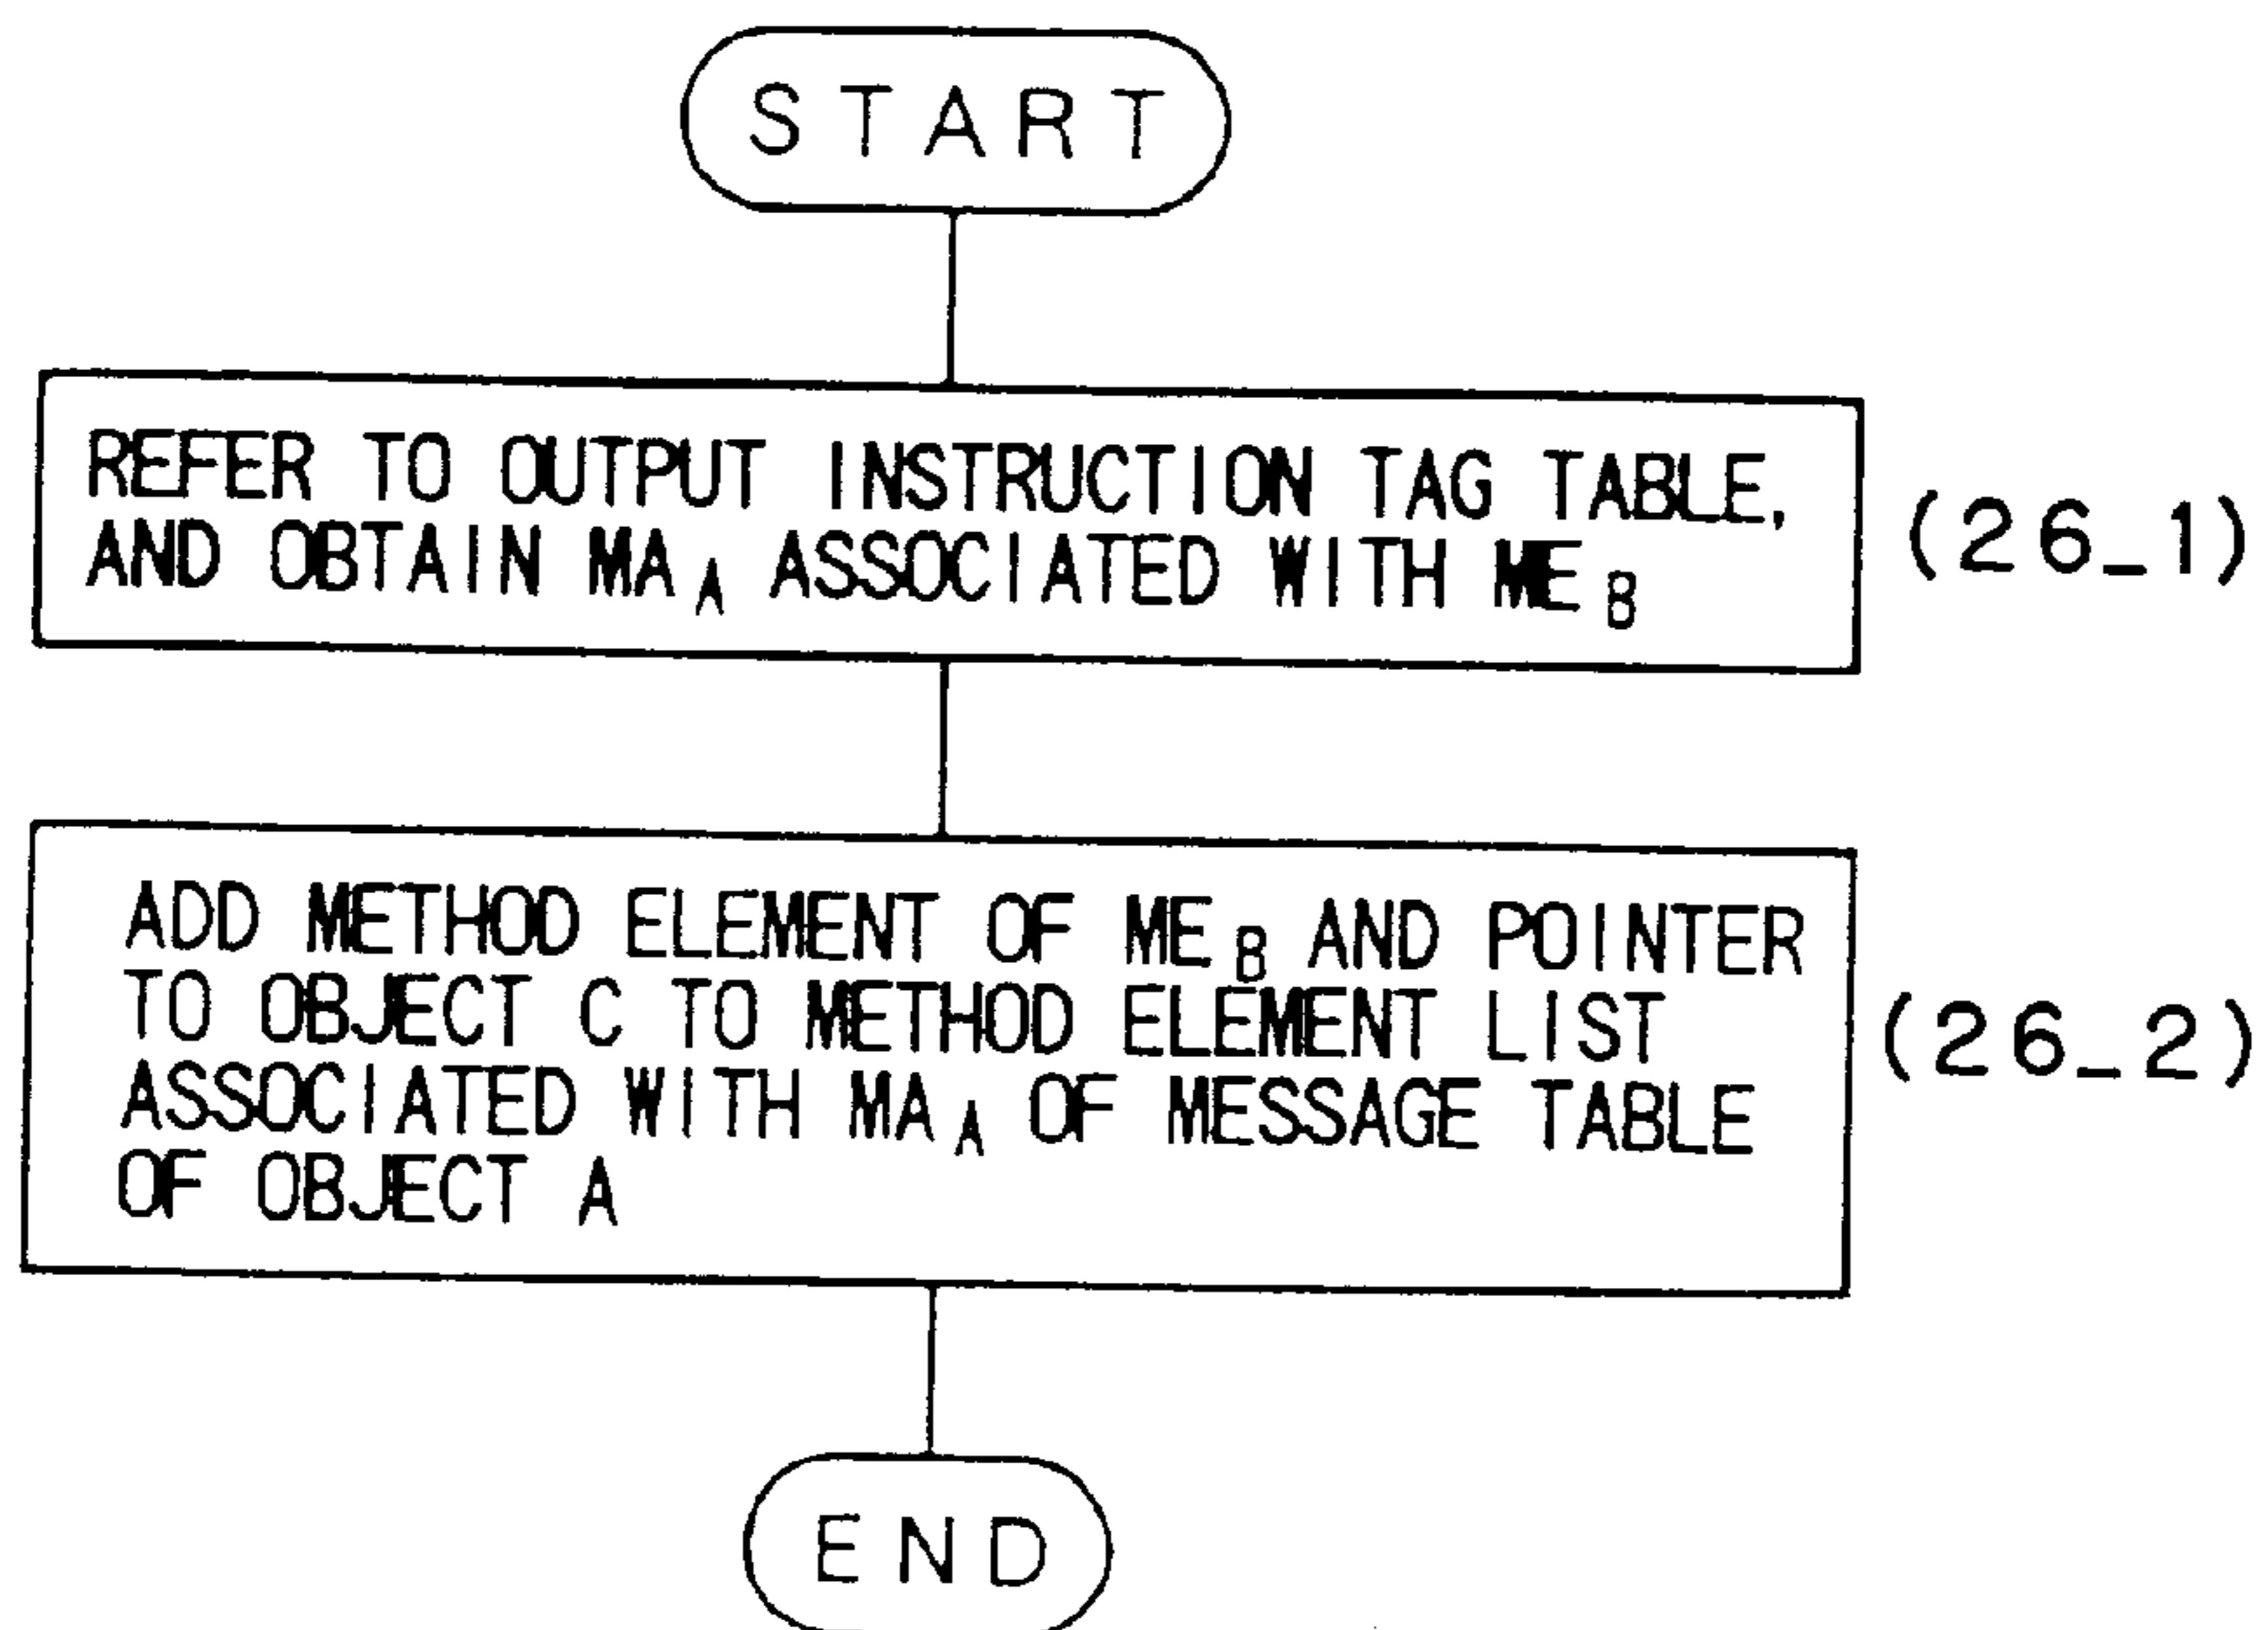 START
REFER TO OUTPUT INSTRUCTION TAG TABLE,
AND OBTAIN MA A ASSOCIATED WITH ME B
(26_1)
ADD METHOD ELEMENT OF ME B AND POINTER
TO OBJECT C TO METHOD ELEMENT LIST
ASSOCIATED WITH MA A OF MESSAGE TABLE
OF OBJECT A
(26_2)
END